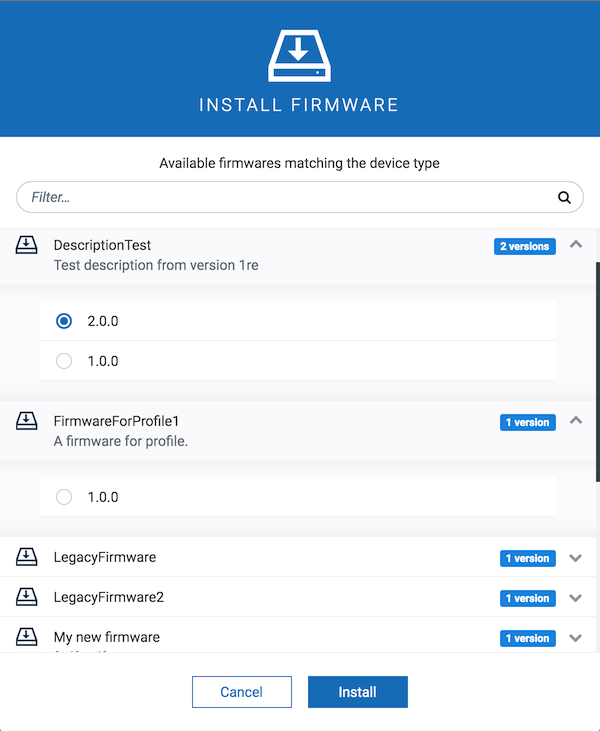 INSTALL FIRMWARE
Available firmwares matching the device type
Filter...
DescriptionTest 2 versions
Test description from version 1re
2.0.0
1.0.0
FirmwareForProfile1 1 version
A firmware for profile.
1.0.0
LegacyFirmware 1 version
LegacyFirmware2 1 version
My new firmware 1 version
Cancel Install